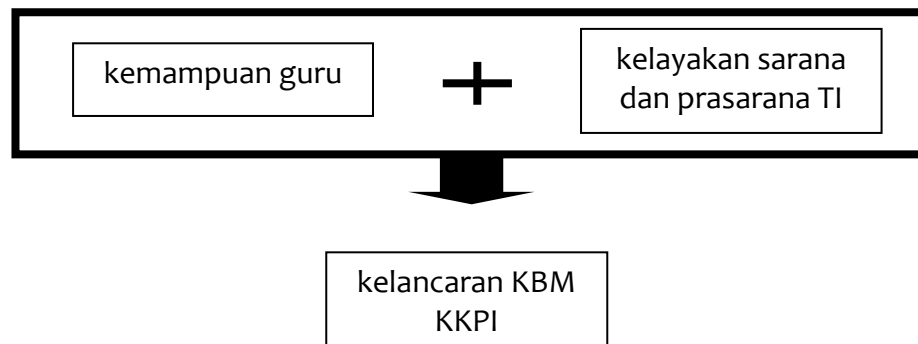 kemampuan guru
+
kelayakan sarana
dan prasarana TI
kelancaran KBM
KKPI